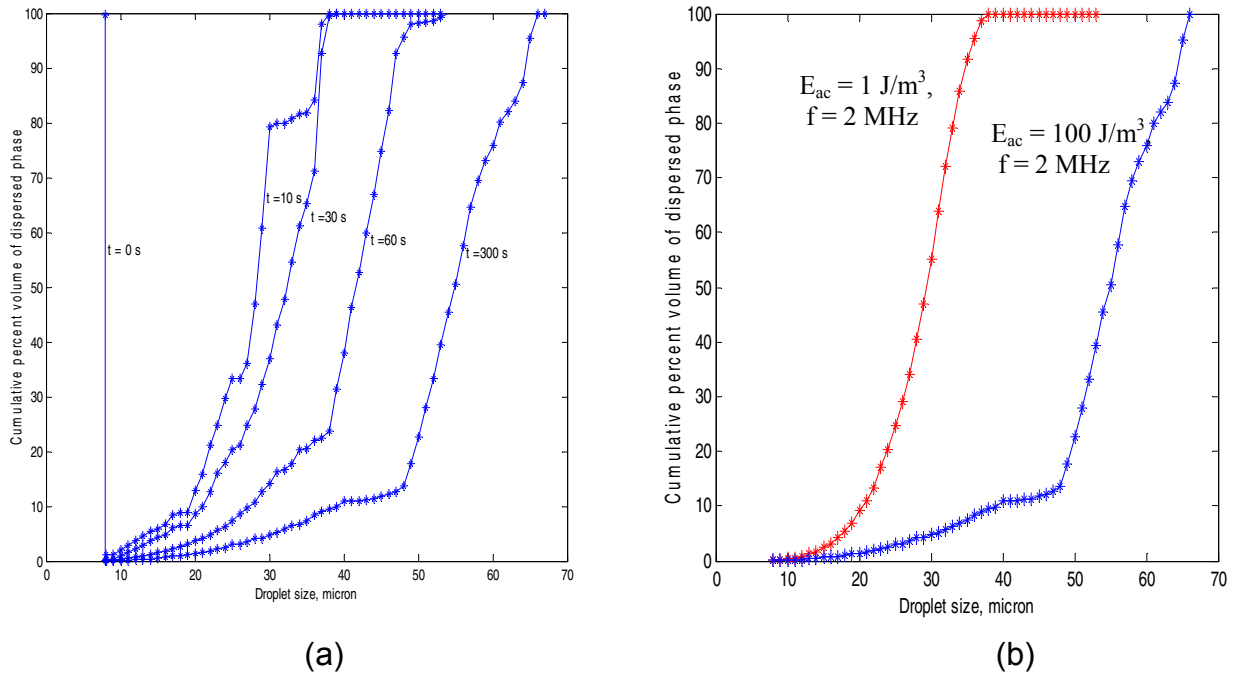 100
90
80
70
60
50
40
30
20
10
0
Cumulative percent volume of dispersed phase
t = 0 s
t=10 s
t=30 s
t=60 s
t=300 s
0 10 20 30 40 50 60 70
Droplet size, micron
(a)
100
90
80
70
60
50
40
30
20
10
0
Cumulative percent volume of dispersed phase
E_ac = 1 J/m³,
f = 2 MHz
E_ac = 100 J/m³
f = 2 MHz
0 10 20 30 40 50 60 70
Droplet size, micron
(b)